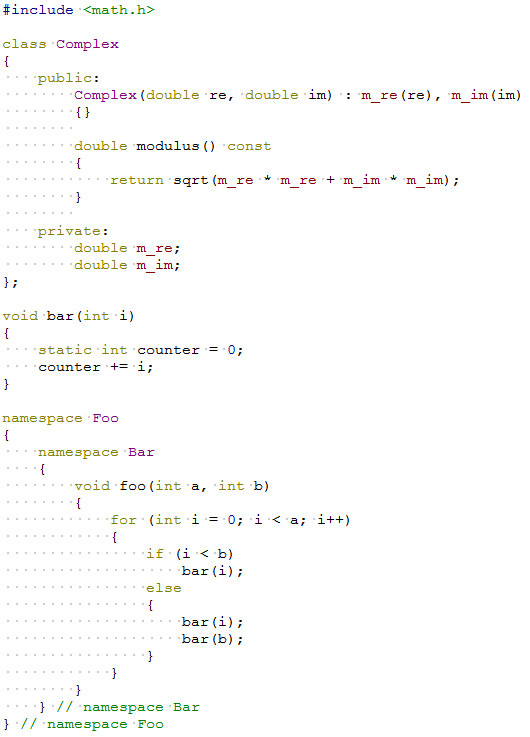 #include <math.h>

class Complex
{
    public:
        Complex(double re, double im) : m_re(re), m_im(im)
        {}
        
        double modulus() const
        {
            return sqrt(m_re * m_re + m_im * m_im);
        }
        
    private:
        double m_re;
        double m_im;
};

void bar(int i)
{
    static int counter = 0;
    counter += i;
}

namespace Foo
{
    namespace Bar
    {
        void foo(int a, int b)
        {
            for (int i = 0; i < a; i++)
            {
                if (i < b)
                    bar(i);
                else
                {
                    bar(i);
                    bar(b);
                }
            }
        }
    } // namespace Bar
} // namespace Foo